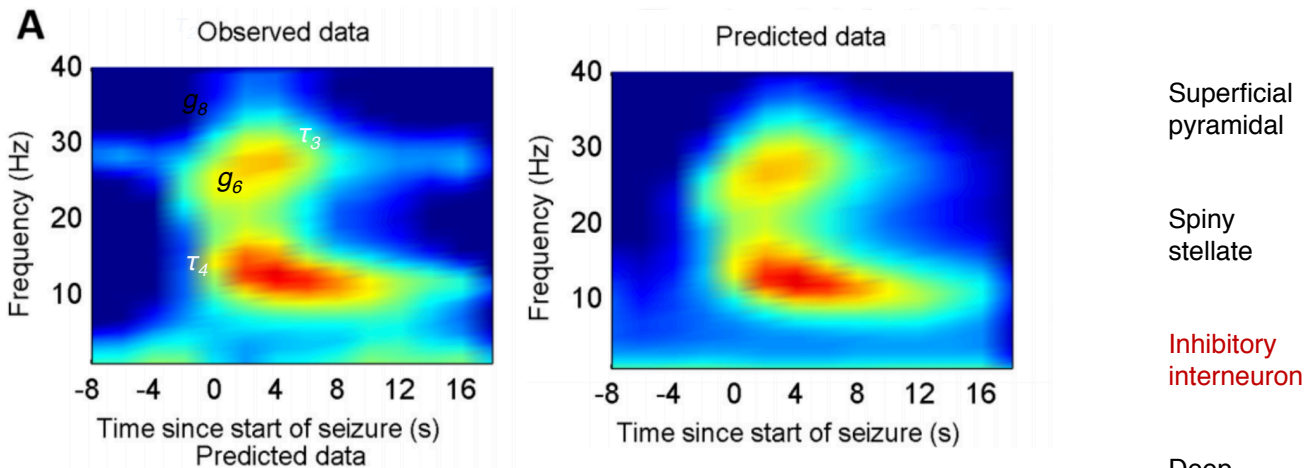 A
Observed data
40
30
20
10
Frequency (Hz)
g8
τ3
g6
τ4
-8 -4 0 4 8 12 16
Time since start of seizure (s)
Predicted data
Predicted data
40
30
20
10
Frequency (Hz)
-8 -4 0 4 8 12 16
Time since start of seizure (s)
Superficial
pyramidal
Spiny
stellate
Inhibitory
interneuron